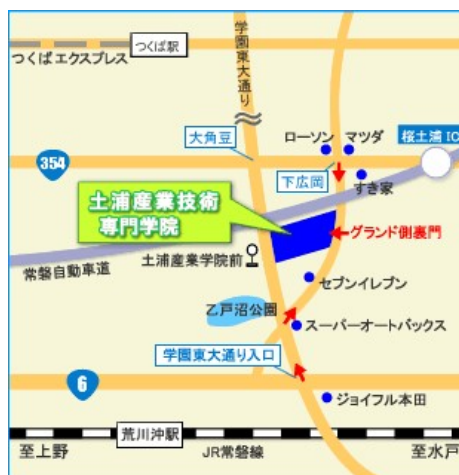 つくば駅
つくばエクスプレス
学園東大通り
大角豆
ローソン
マツダ
桜土浦IC
354
下広岡
すき家
土浦産業技術
専門学院
グランド側裏門
土浦産業学院前
常磐自動車道
セブンイレブン
乙戸沼公園
スーパーオートバックス
学園東大通り入口
6
ジョイフル本田
荒川沖駅
至上野
JR常磐線
至水戸